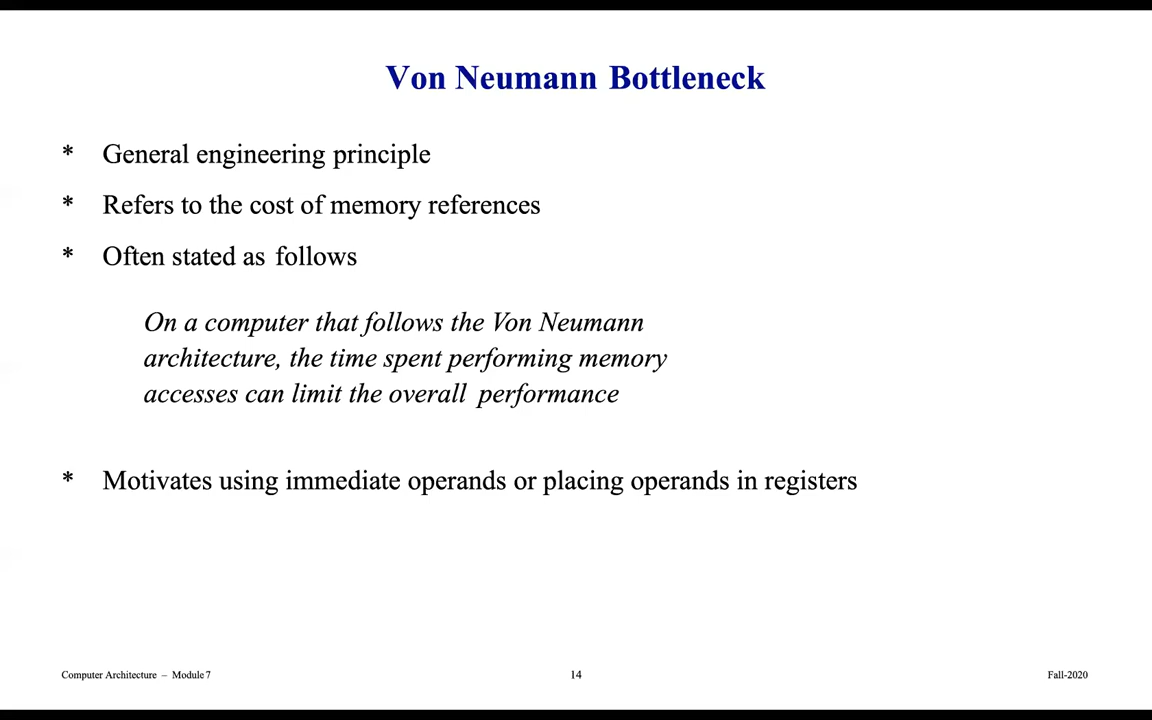 Von Neumann Bottleneck
* General engineering principle
* Refers to the cost of memory references
* Often stated as follows
On a computer that follows the Von Neumann
architecture, the time spent performing memory
accesses can limit the overall performance
* Motivates using immediate operands or placing operands in registers
Computer Architecture – Module 7 14 Fall-2020